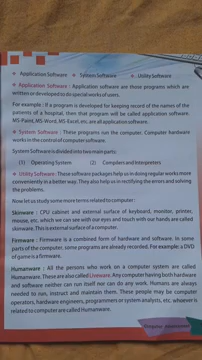 ❖ Application Software ❖ System Software ❖ Utility Software
❖ Application Software : Application software are those programs which are
written or developed to do special works of users.
For example : If a program is developed for keeping record of the names of the
patients of a hospital, then that program will be called application software.
MS-Paint, MS-Word, MS-Excel, etc. are all application software.
❖ System Software : These programs run the computer. Computer hardware
works in the control of computer software.
System Software is divided into two main parts:
(1) Operating System (2) Compilers and Interpreters
❖ Utility Software : These software packages help us in doing regular works more
conveniently in a better way. They also help us in rectifying the errors and solving
the problems.
Now let us study some more terms related to computer :
Skinware : CPU cabinet and external surface of keyboard, monitor, printer,
mouse, etc. which we can see with our eyes and touch with our hands are called
skinware. This is external surface of a computer.
Firmware : Firmware is a combined form of hardware and software. In some
parts of the computer, some programs are already recorded. For example: a DVD
of game is a firmware.
Humanware : All the persons who work on a computer system are called
Humanware. These are also called Liveware. Any computer having both hardware
and software neither can run itself nor can do any work. Humans are always
needed to run, instruct and maintain them. These people may be computer
operators, hardware engineers, programmers or system analysts, etc. whoever is
related to computer are called Humanware.